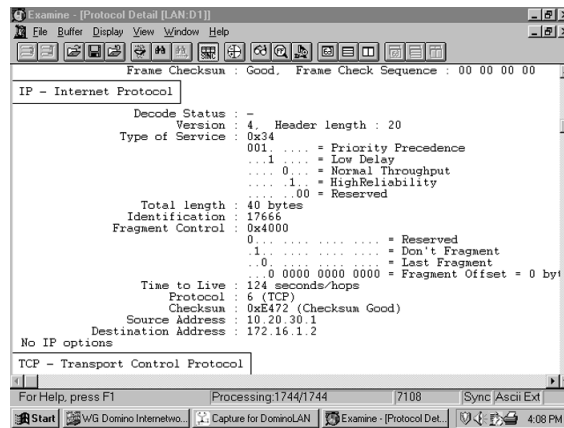 Examine - [Protocol Detail [LAN:D1]]
File Buffer Display View Window Help
Frame Checksum : Good, Frame Check Sequence : 00 00 00 00
IP - Internet Protocol
Decode Status : -
Version : 4, Header length : 20
Type of Service : 0x34
001. .... = Priority Precedence
...1 .... = Low Delay
.... 0... = Normal Throughput
.... .1.. = HighReliability
.... ..00 = Reserved
Total length : 40 bytes
Identification : 17666
Fragment Control : 0x4000
0... .... .... .... = Reserved
.1.. .... .... .... = Don't Fragment
..0. .... .... .... = Last Fragment
...0 0000 0000 0000 = Fragment Offset = 0 byt
Time to Live : 124 seconds/hops
Protocol : 6 (TCP)
Checksum : 0xE472 (Checksum Good)
Source Address : 10.20.30.1
Destination Address : 172.16.1.2
No IP options
TCP - Transport Control Protocol
For Help, press F1 Processing:1744/1744 7108 Sync Ascii Ext
Start WG Domino Internetwo... Capture for DominoLAN Examine - [Protocol Det... 4:08 PM